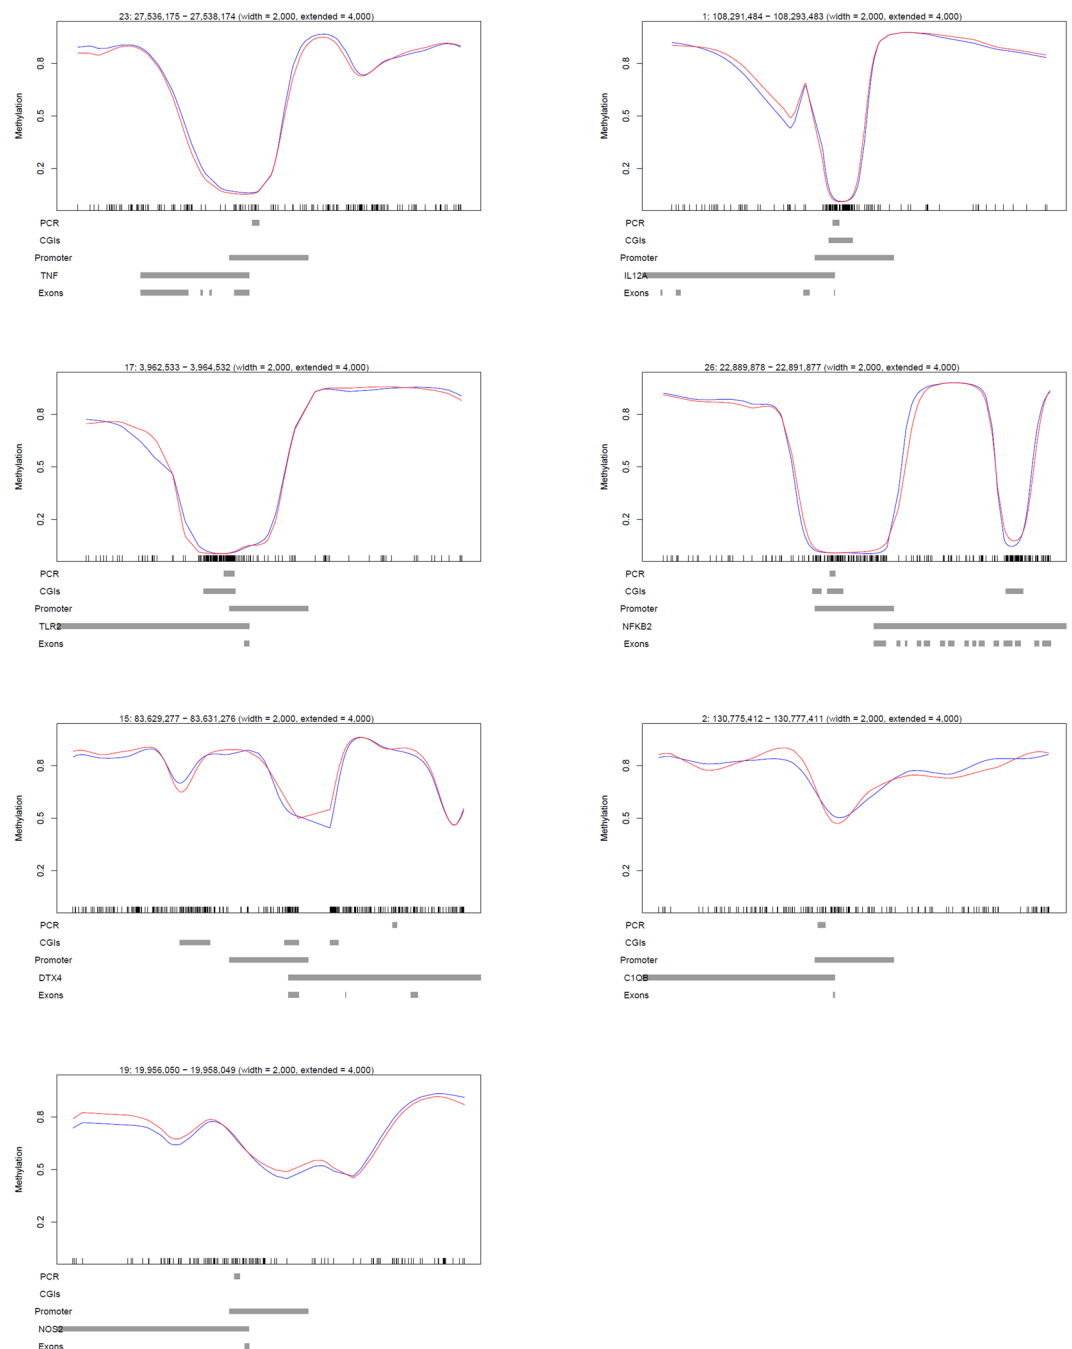 23: 27,536,175 − 27,538,174 (width = 2,000, extended = 4,000)
Methylation
0.8
0.5
0.2
PCR
CGIs
Promoter
TNF
Exons
1: 108,291,484 − 108,293,483 (width = 2,000, extended = 4,000)
Methylation
0.8
0.5
0.2
PCR
CGIs
Promoter
IL12A
Exons
17: 3,962,533 − 3,964,532 (width = 2,000, extended = 4,000)
Methylation
0.8
0.5
0.2
PCR
CGIs
Promoter
TLR2
Exons
26: 22,889,878 − 22,891,877 (width = 2,000, extended = 4,000)
Methylation
0.8
0.5
0.2
PCR
CGIs
Promoter
NFKB2
Exons
15: 83,629,277 − 83,631,276 (width = 2,000, extended = 4,000)
Methylation
0.8
0.5
0.2
PCR
CGIs
Promoter
DTX4
Exons
2: 130,775,412 − 130,777,411 (width = 2,000, extended = 4,000)
Methylation
0.8
0.5
0.2
PCR
CGIs
Promoter
C1QB
Exons
19: 19,956,050 − 19,958,049 (width = 2,000, extended = 4,000)
Methylation
0.8
0.5
0.2
PCR
CGIs
Promoter
NOS2
Exons